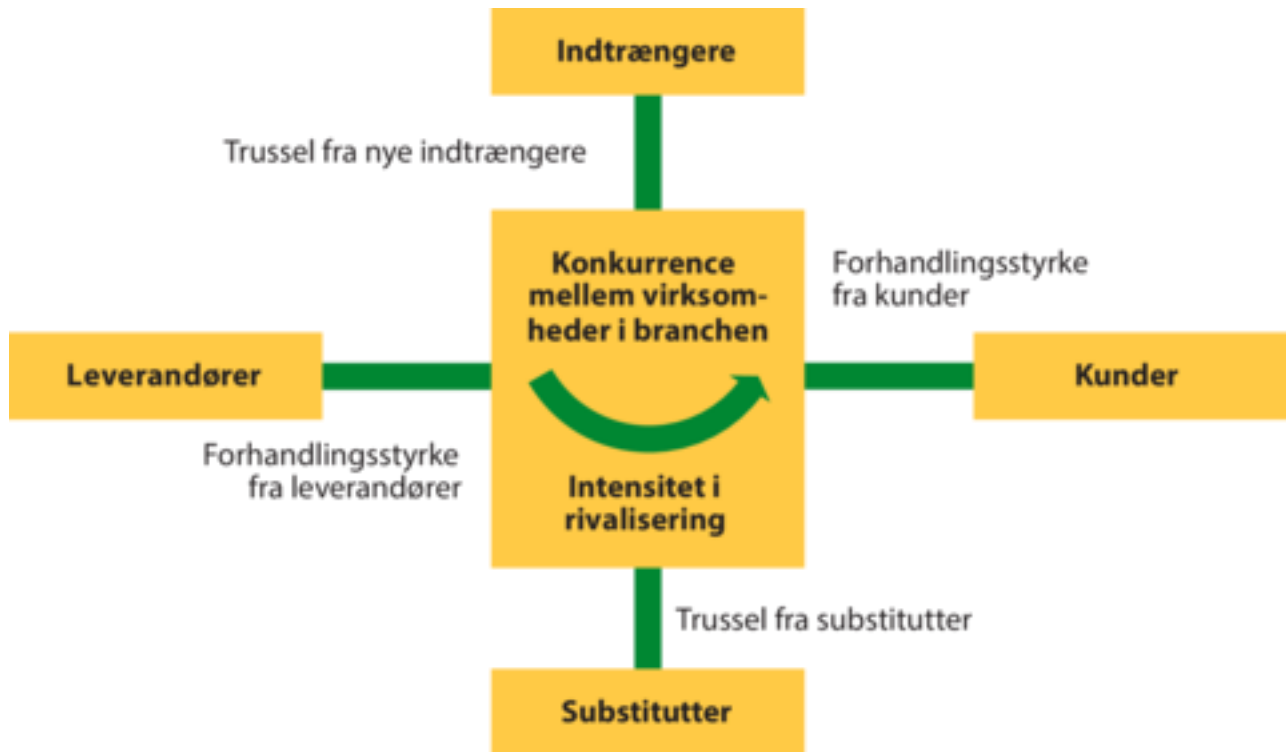 Indtrængere
Trussel fra nye indtrængere
Konkurrence
mellem virksom-
heder i branchen
Forhandlingsstyrke
fra kunder
Leverandører
Kunder
Forhandlingsstyrke
fra leverandører
Intensitet i
rivalisering
Trussel fra substitutter
Substitutter